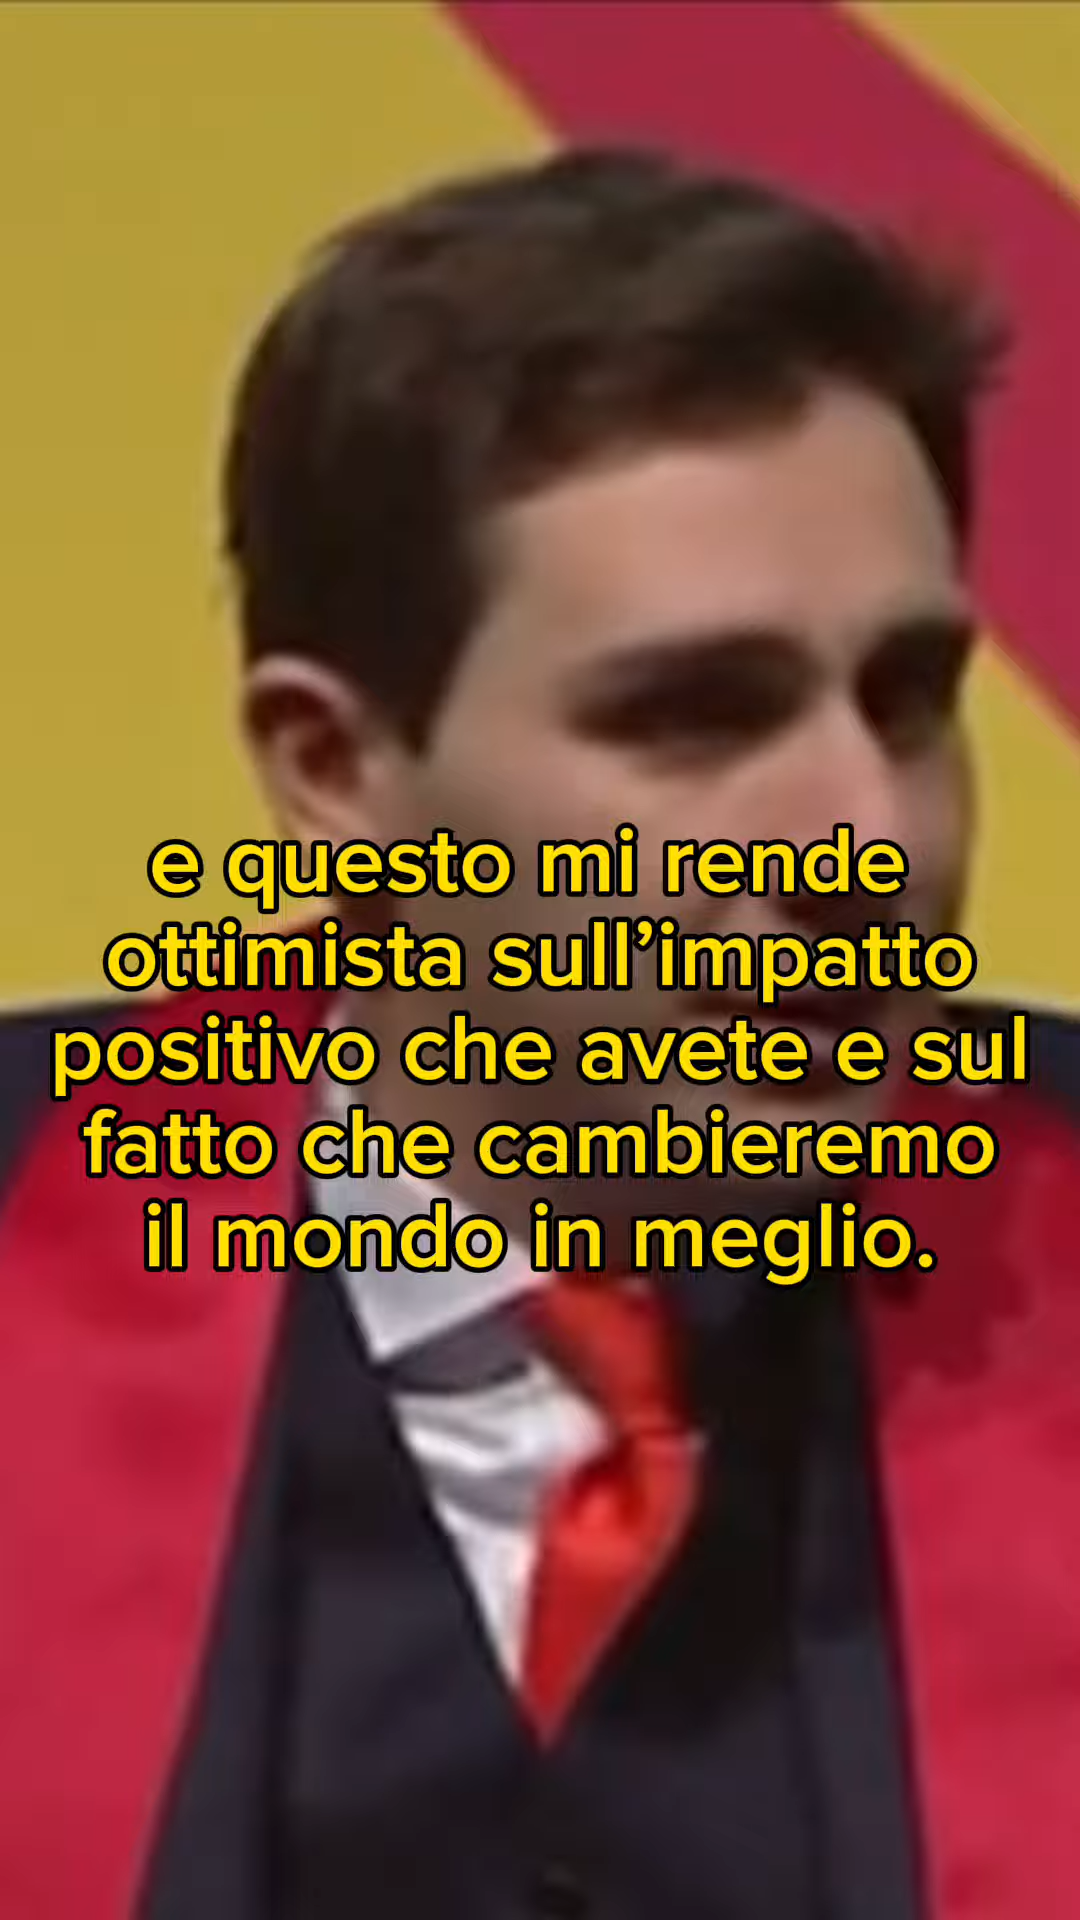 e questo mi rende
ottimista sull’impatto
positivo che avete e sul
fatto che cambieremo
il mondo in meglio.